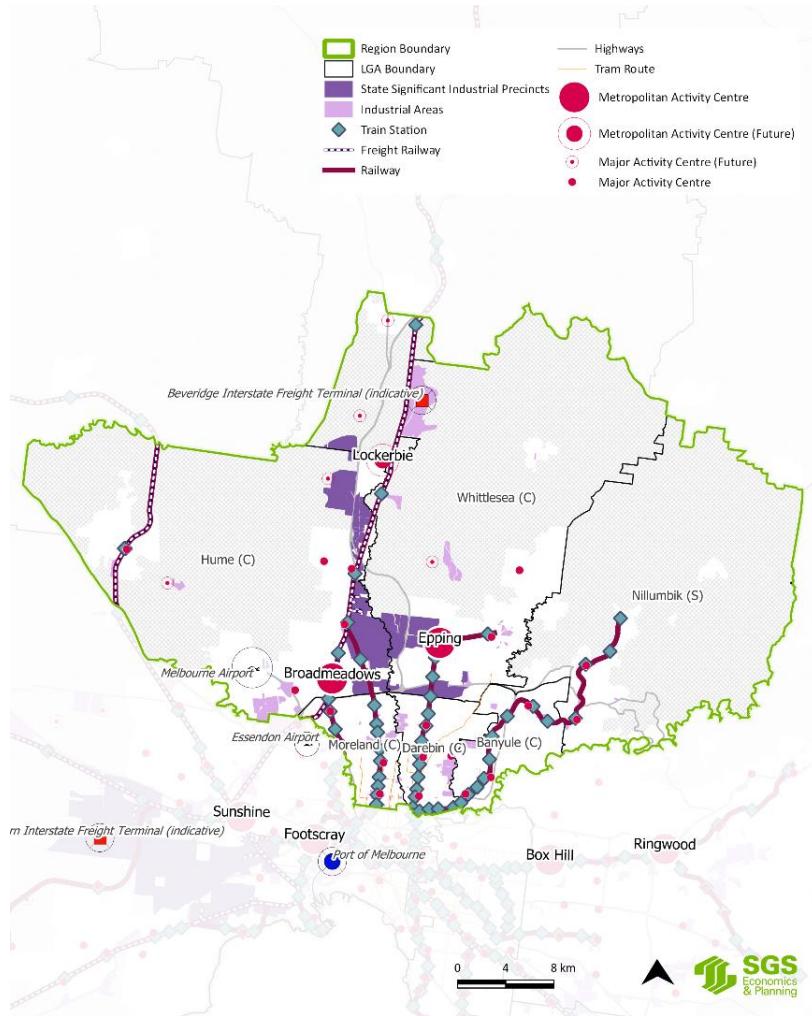 Region Boundary
LGA Boundary
State Significant Industrial Precincts
Industrial Areas
Train Station
Freight Railway
Railway
Highways
Tram Route
Metropolitan Activity Centre
Metropolitan Activity Centre (Future)
Major Activity Centre (Future)
Major Activity Centre
Beveridge Interstate Freight Terminal (indicative)
Lockerbie
Whittlesea (C)
Hume (C)
Nillumbik (S)
Epping
Melbourne Airport
Broadmeadows
Essendon Airport
Moreland (C)
Darebin (C)
Banyule (C)
Sunshine
rn Interstate Freight Terminal (indicative)
Footscray
Port of Melbourne
Box Hill
Ringwood
0 4 8 km
SGS
Economics
& Planning